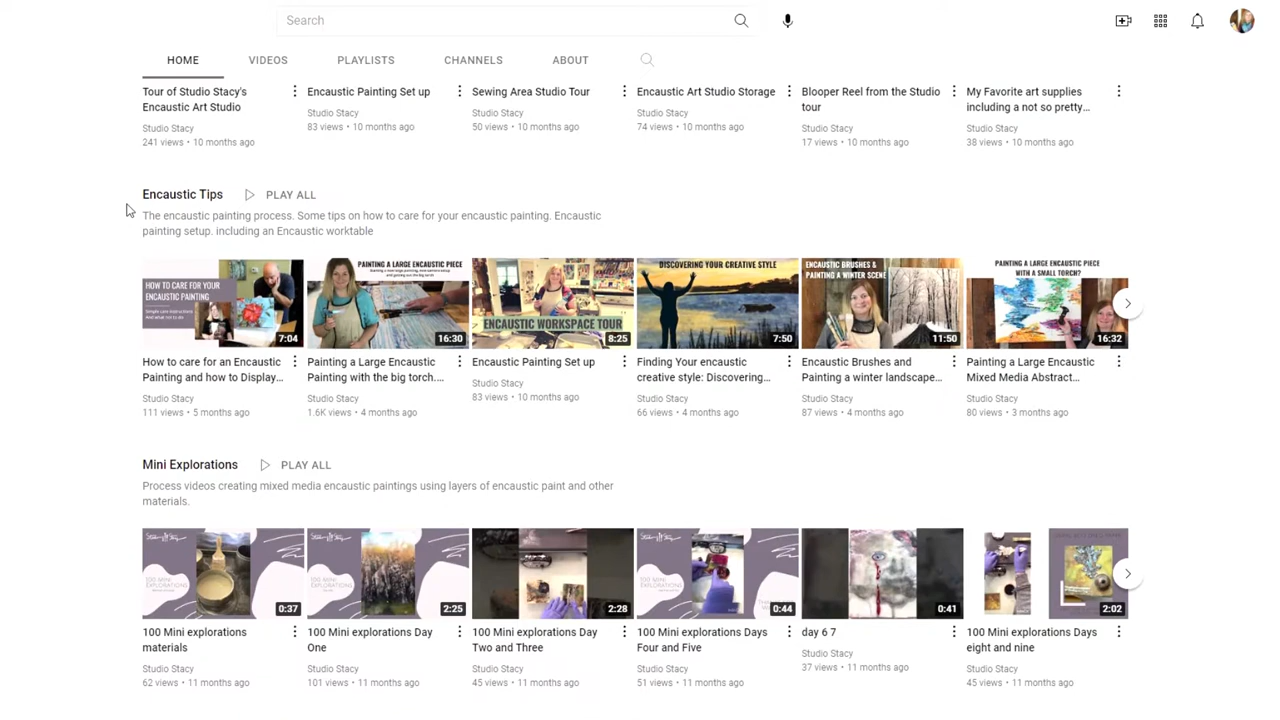 Search
HOME VIDEOS PLAYLISTS CHANNELS ABOUT
Tour of Studio Stacy's
Encaustic Art Studio
Studio Stacy
241 views • 10 months ago
Encaustic Painting Set up
Studio Stacy
83 views • 10 months ago
Sewing Area Studio Tour
Studio Stacy
50 views • 10 months ago
Encaustic Art Studio Storage
Studio Stacy
74 views • 10 months ago
Blooper Reel from the Studio
tour
Studio Stacy
17 views • 10 months ago
My Favorite art supplies
including a not so pretty…
Studio Stacy
38 views • 10 months ago
Encaustic Tips PLAY ALL
The encaustic painting process. Some tips on how to care for your encaustic painting. Encaustic
painting setup. including an Encaustic worktable
HOW TO CARE FOR YOUR
ENCAUSTIC PAINTING
Simple care instructions
And what not to do
7:04
How to care for an Encaustic
Painting and how to Display…
Studio Stacy
111 views • 5 months ago
PAINTING A LARGE ENCAUSTIC PIECE
16:30
Painting a Large Encaustic
Painting with the big torch.…
Studio Stacy
1.6K views • 4 months ago
ENCAUSTIC WORKSPACE TOUR
8:25
Encaustic Painting Set up
Studio Stacy
83 views • 10 months ago
DISCOVERING YOUR CREATIVE STYLE
7:50
Finding Your encaustic
creative style: Discovering…
Studio Stacy
66 views • 4 months ago
ENCAUSTIC BRUSHES &
PAINTING A WINTER SCENE
11:50
Encaustic Brushes and
Painting a winter landscape…
Studio Stacy
87 views • 4 months ago
PAINTING A LARGE ENCAUSTIC PIECE
WITH A SMALL TORCH?
16:32
Painting a Large Encaustic
Mixed Media Abstract…
Studio Stacy
80 views • 3 months ago
Mini Explorations PLAY ALL
Process videos creating mixed media encaustic paintings using layers of encaustic paint and other
materials.
100 MINI
EXPLORATIONS
0:37
100 Mini explorations
materials
Studio Stacy
62 views • 11 months ago
100 MINI
EXPLORATIONS
2:25
100 Mini explorations Day
One
Studio Stacy
101 views • 11 months ago
2:28
100 Mini explorations Day
Two and Three
Studio Stacy
45 views • 11 months ago
100 MINI
EXPLORATIONS
0:44
100 Mini explorations Days
Four and Five
Studio Stacy
51 views • 11 months ago
0:41
day 6 7
Studio Stacy
37 views • 11 months ago
2:02
100 Mini explorations Days
eight and nine
Studio Stacy
45 views • 11 months ago